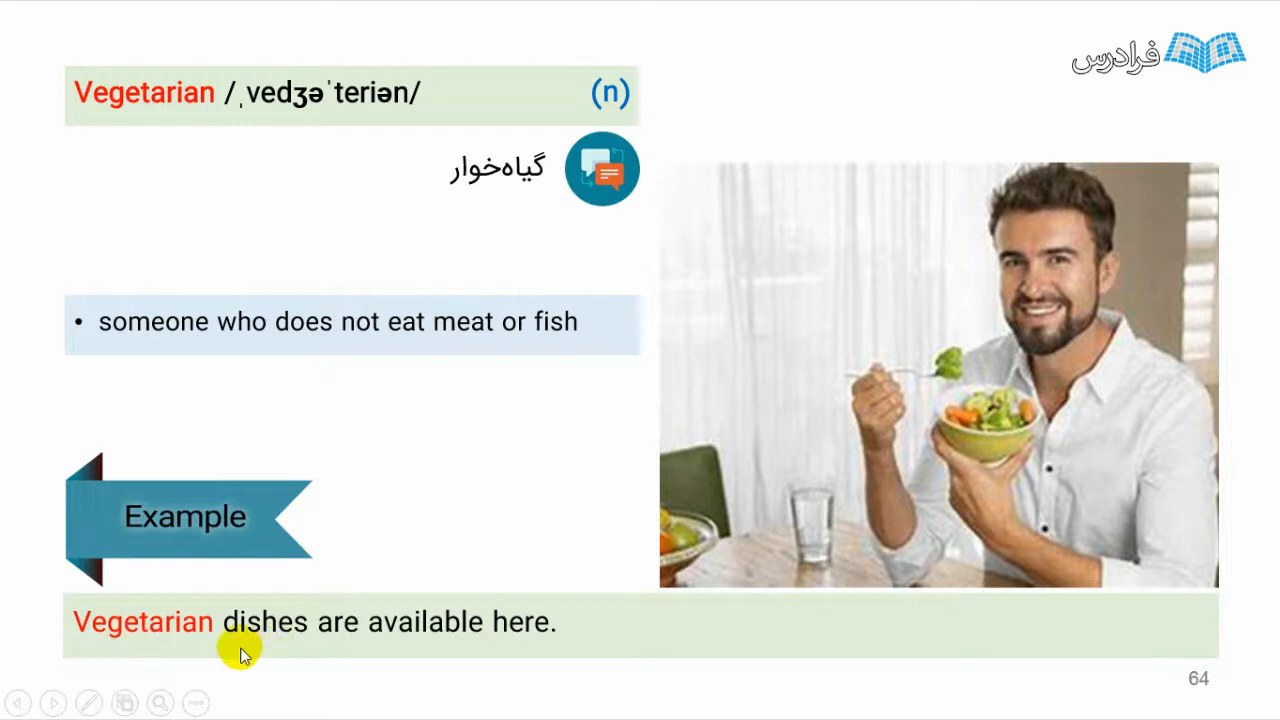 فرادرس
Vegetarian /ˌvedʒəˈteriən/ (n)
گیاه‌خوار
• someone who does not eat meat or fish
Example
Vegetarian dishes are available here.
64